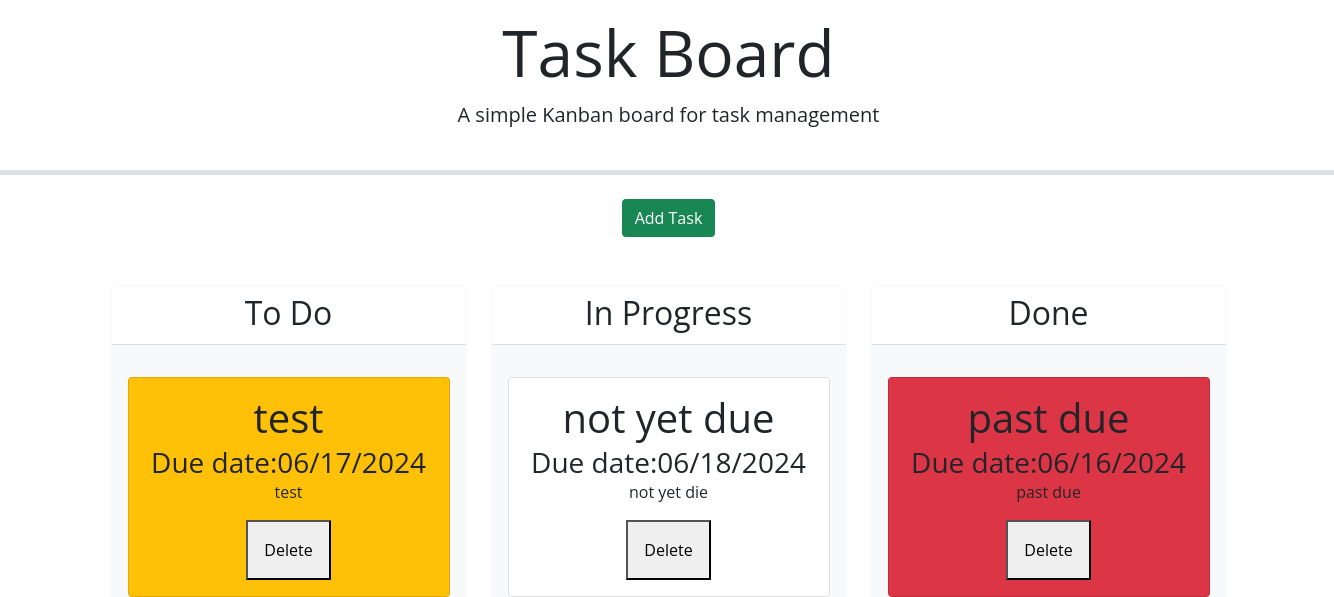 Task Board
A simple Kanban board for task management
Add Task
To Do
test
Due date:06/17/2024
test
Delete
In Progress
not yet due
Due date:06/18/2024
not yet die
Delete
Done
past due
Due date:06/16/2024
past due
Delete